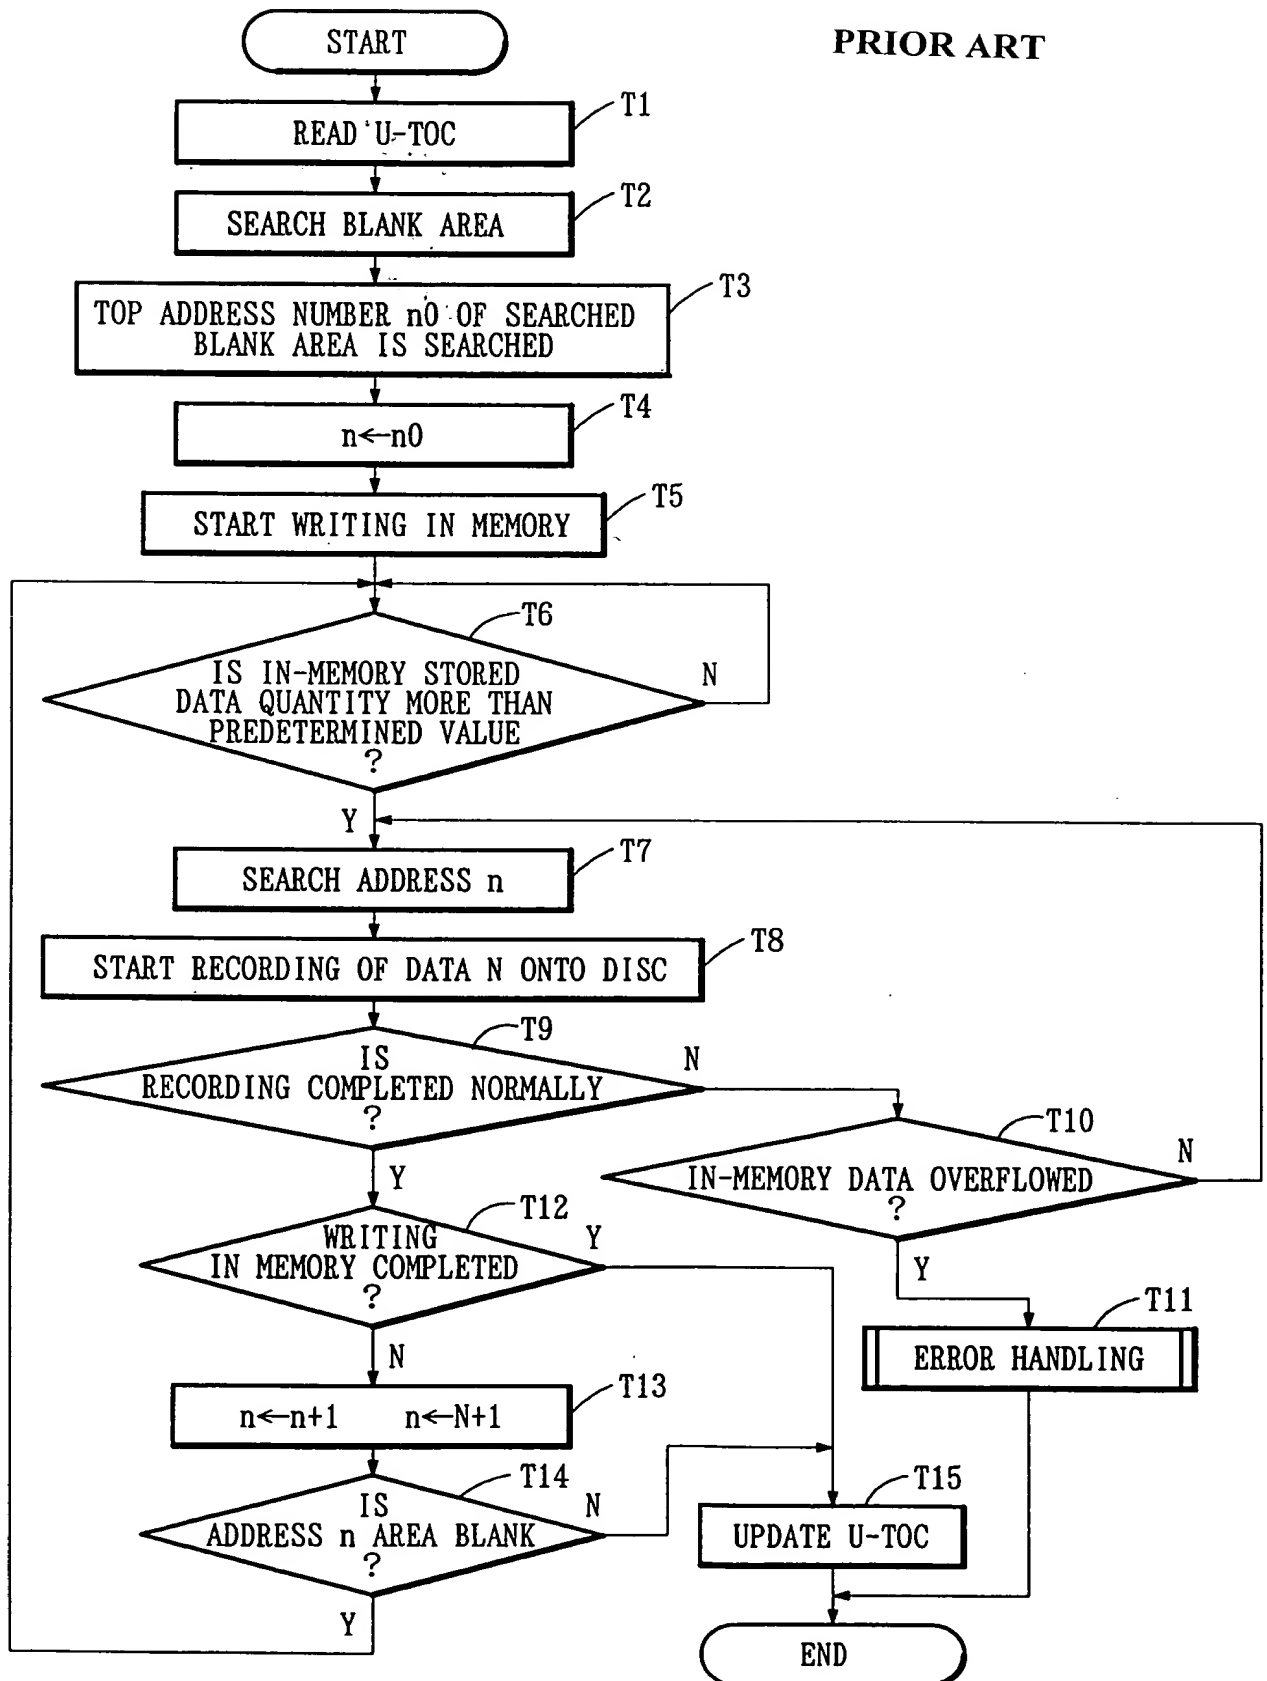 START
PRIOR ART
T1
READ U-TOC
T2
SEARCH BLANK AREA
T3
TOP ADDRESS NUMBER n0 OF SEARCHED
BLANK AREA IS SEARCHED
T4
n←n0
T5
START WRITING IN MEMORY
T6
IS IN-MEMORY STORED
DATA QUANTITY MORE THAN
PREDETERMINED VALUE
?
N
Y
T7
SEARCH ADDRESS n
T8
START RECORDING OF DATA N ONTO DISC
T9
IS
RECORDING COMPLETED NORMALLY
?
N
Y
T10
IN-MEMORY DATA OVERFLOWED
?
N
Y
T11
ERROR HANDLING
T12
WRITING
IN MEMORY COMPLETED
?
Y
N
T13
n←n+1 n←N+1
T14
IS
ADDRESS n AREA BLANK
?
N
Y
T15
UPDATE U-TOC
END